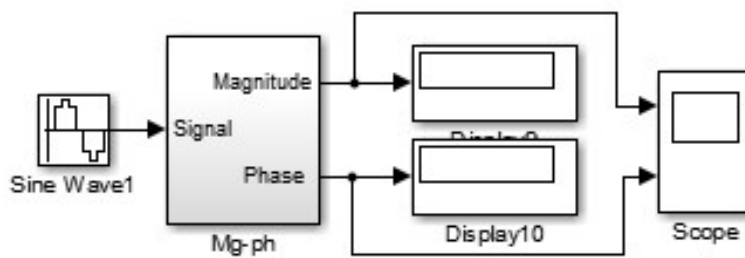 Magnitude
Signal
Phase
Sine Wave1
Mg-ph
Display10
Scope